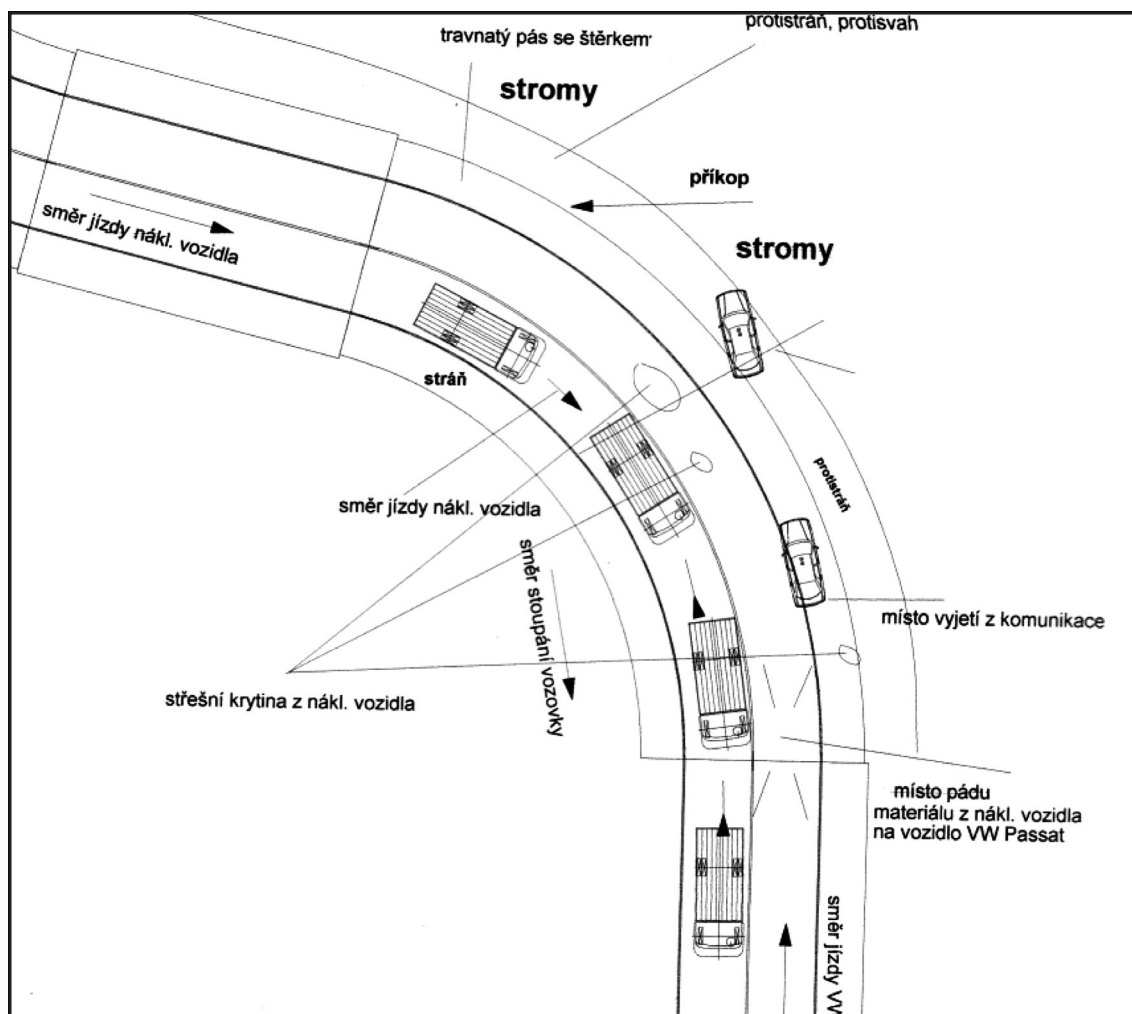 protistráň, protisvah
travnatý pás se štěrkem
stromy
příkop
stromy
směr jízdy nákl. vozidla
stráň
protistráň
směr jízdy nákl. vozidla
směr stoupání vozovky
místo vyjetí z komunikace
střešní krytina z nákl. vozidla
místo pádu
materiálu z nákl. vozidla
na vozidlo VW Passat
směr jízdy VW